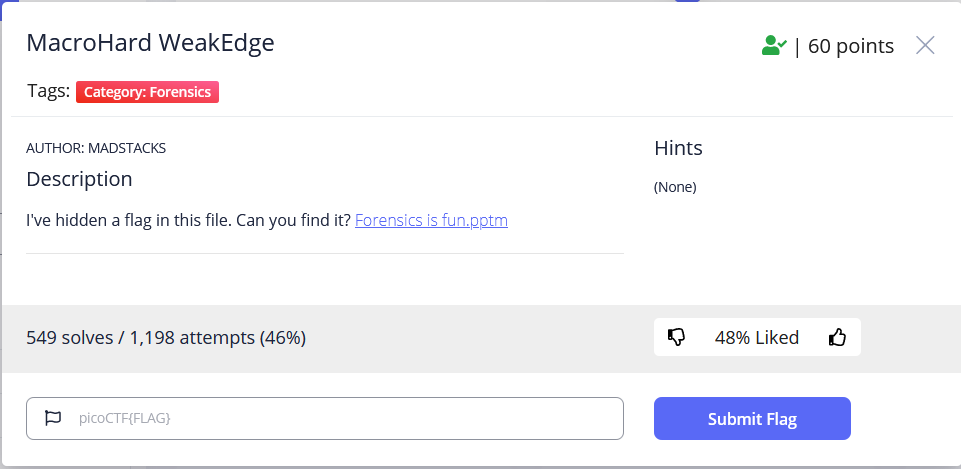 MacroHard WeakEdge
| 60 points
Tags: Category: Forensics
AUTHOR: MADSTACKS
Description
I've hidden a flag in this file. Can you find it? Forensics is fun.pptm
Hints
(None)
549 solves / 1,198 attempts (46%)
48% Liked
picoCTF{FLAG}
Submit Flag